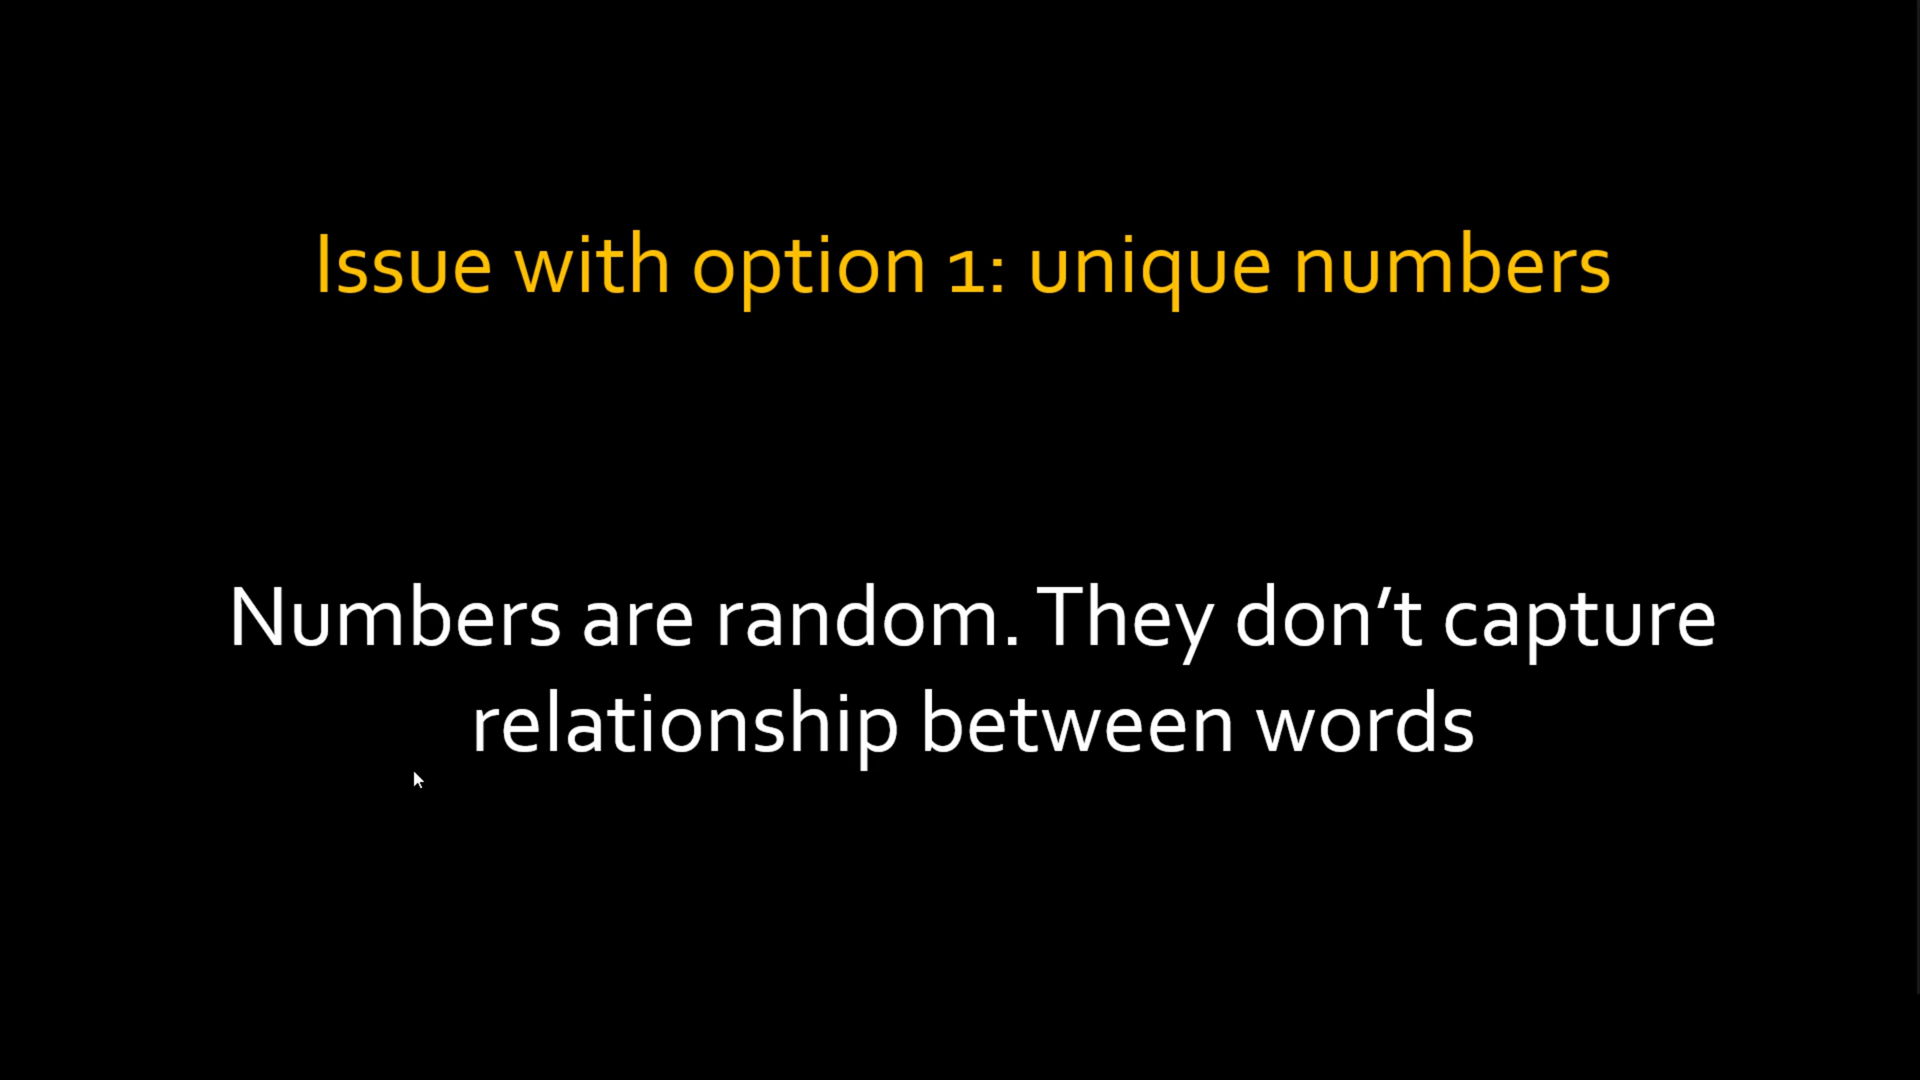 Issue with option 1: unique numbers
Numbers are random. They don’t capture
relationship between words